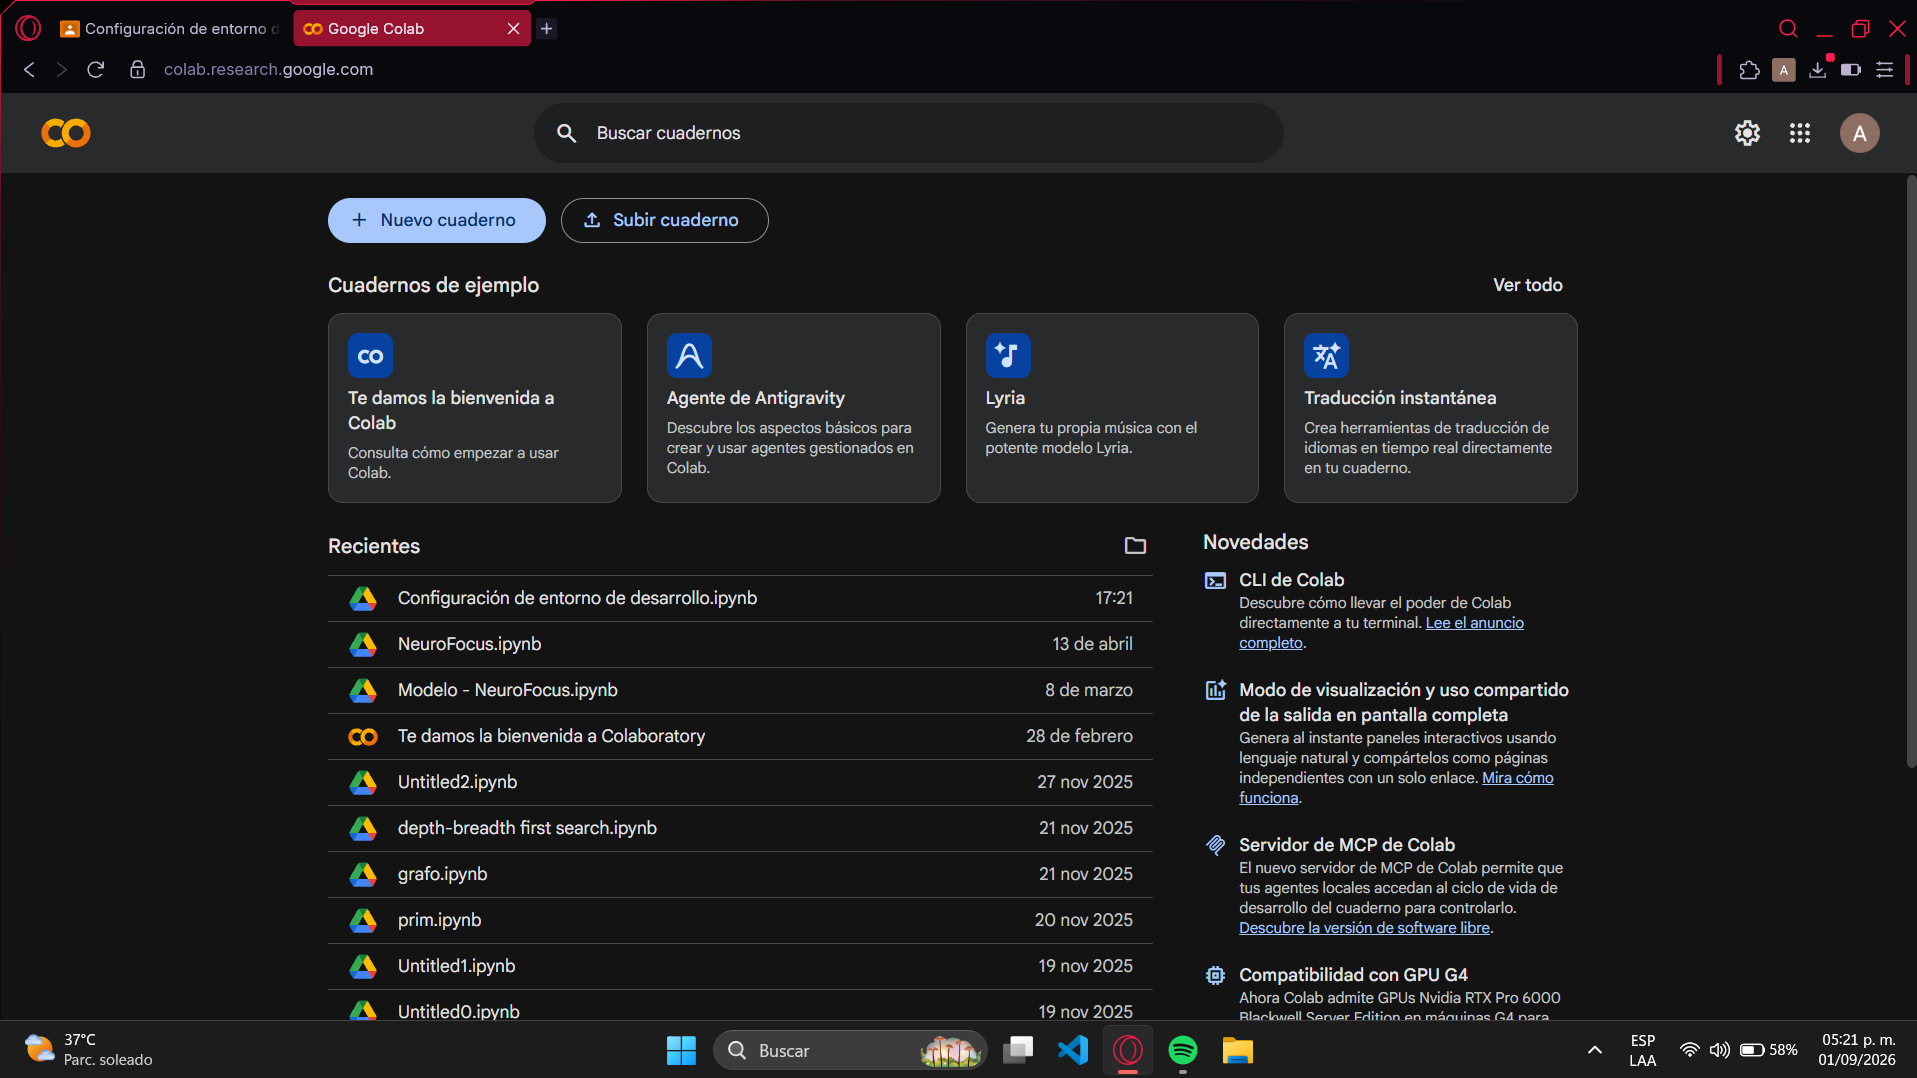 Configuración de entorno d
Google Colab
colab.research.google.com
A
Buscar cuadernos
A
Nuevo cuaderno
Subir cuaderno
Cuadernos de ejemplo
Ver todo
Te damos la bienvenida a
Colab
Consulta cómo empezar a usar
Colab.
Agente de Antigravity
Descubre los aspectos básicos para
crear y usar agentes gestionados en
Colab.
Lyria
Genera tu propia música con el
potente modelo Lyria.
Traducción instantánea
Crea herramientas de traducción de
idiomas en tiempo real directamente
en tu cuaderno.
Recientes
Configuración de entorno de desarrollo.ipynb 17:21
NeuroFocus.ipynb 13 de abril
Modelo - NeuroFocus.ipynb 8 de marzo
Te damos la bienvenida a Colaboratory 28 de febrero
Untitled2.ipynb 27 nov 2025
depth-breadth first search.ipynb 21 nov 2025
grafo.ipynb 21 nov 2025
prim.ipynb 20 nov 2025
Untitled1.ipynb 19 nov 2025
Untitled0.ipynb 19 nov 2025
Novedades
CLI de Colab
Descubre cómo llevar el poder de Colab
directamente a tu terminal. Lee el anuncio
completo.
Modo de visualización y uso compartido
de la salida en pantalla completa
Genera al instante paneles interactivos usando
lenguaje natural y compártelos como páginas
independientes con un solo enlace. Mira cómo
funciona.
Servidor de MCP de Colab
El nuevo servidor de MCP de Colab permite que
tus agentes locales accedan al ciclo de vida de
desarrollo del cuaderno para controlarlo.
Descubre la versión de software libre.
Compatibilidad con GPU G4
Ahora Colab admite GPUs Nvidia RTX Pro 6000
Blackwell Server Edition en máquinas G4 para
37°C
Parc. soleado
Buscar
ESP
LAA
58%
05:21 p. m.
01/09/2026